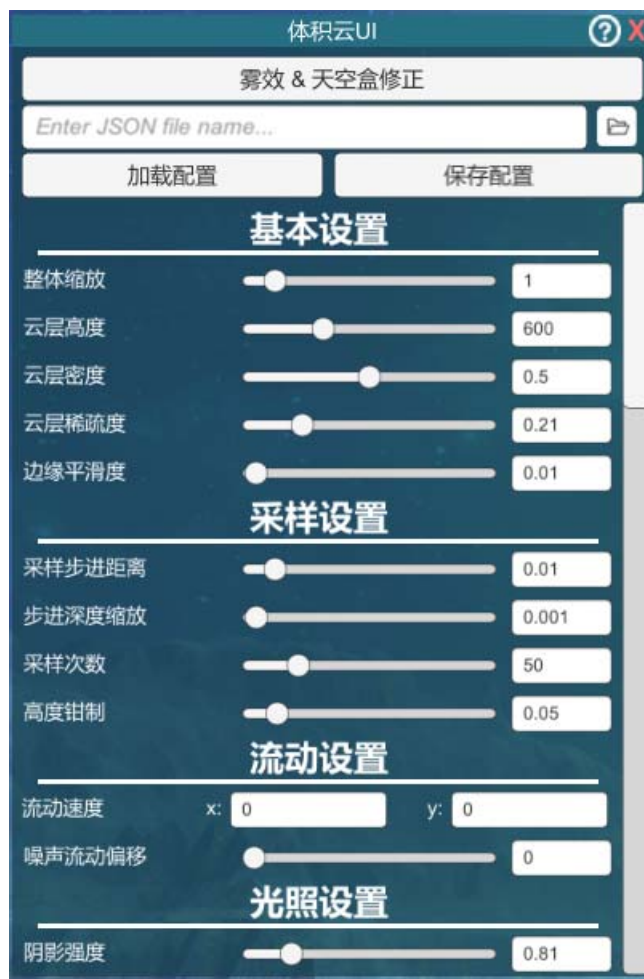 体积云UI
? X
雾效 & 天空盒修正
Enter JSON file name...
加载配置 保存配置
基本设置
整体缩放 1
云层高度 600
云层密度 0.5
云层稀疏度 0.21
边缘平滑度 0.01
采样设置
采样步进距离 0.01
步进深度缩放 0.001
采样次数 50
高度钳制 0.05
流动设置
流动速度 x: 0 y: 0
噪声流动偏移 0
光照设置
阴影强度 0.81